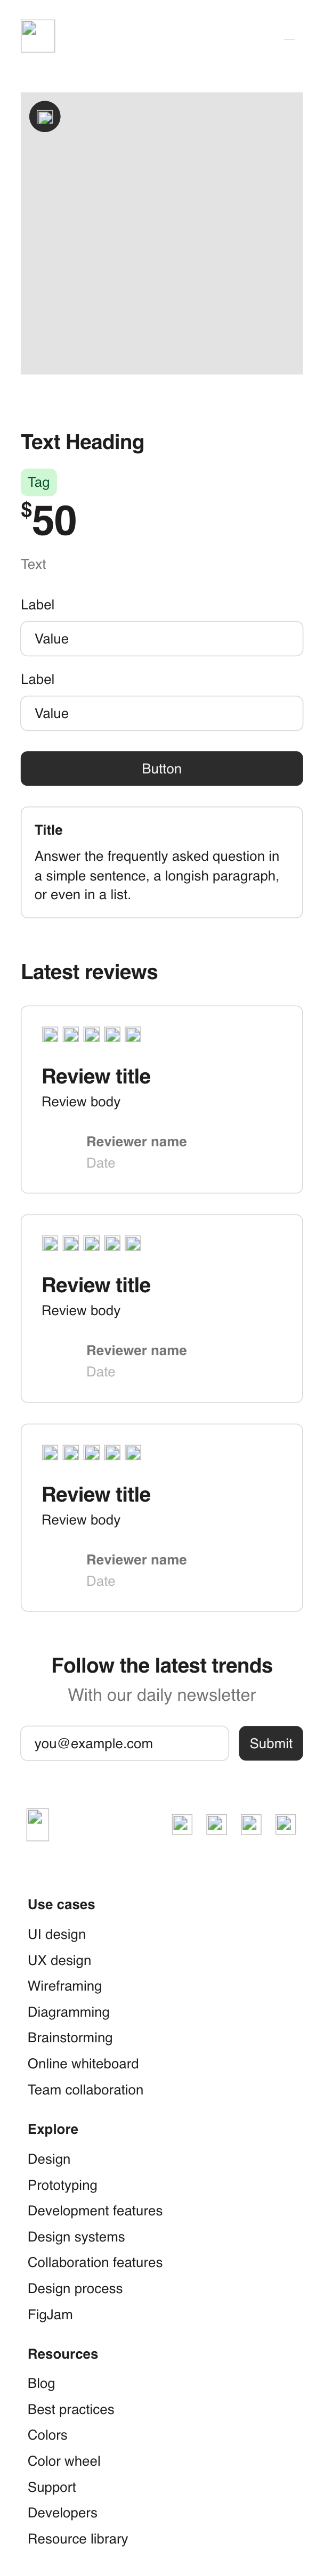 Text Heading
Tag
$50
Text
Label
Value
Label
Value
Button
Title
Answer the frequently asked question in
a simple sentence, a longish paragraph,
or even in a list.
Latest reviews
Review title
Review body
Reviewer name
Date
Review title
Review body
Reviewer name
Date
Review title
Review body
Reviewer name
Date
Follow the latest trends
With our daily newsletter
you@example.com
Submit
Use cases
UI design
UX design
Wireframing
Diagramming
Brainstorming
Online whiteboard
Team collaboration
Explore
Design
Prototyping
Development features
Design systems
Collaboration features
Design process
FigJam
Resources
Blog
Best practices
Colors
Color wheel
Support
Developers
Resource library